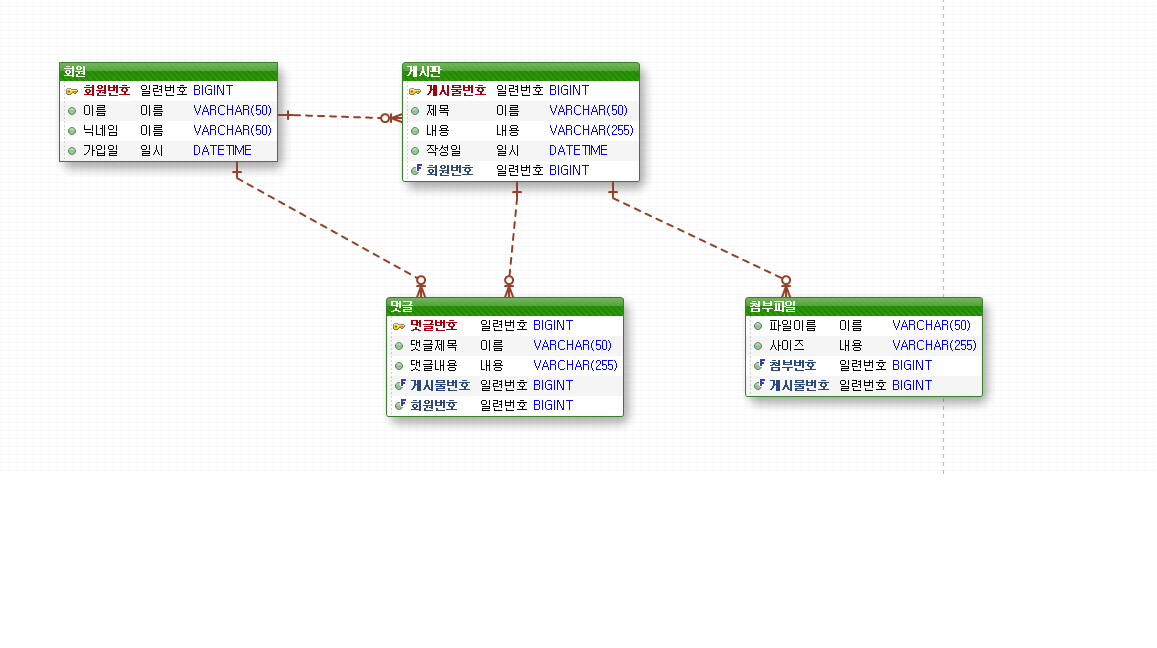 회원
회원번호 일련번호 BIGINT
이름 이름 VARCHAR(50)
닉네임 이름 VARCHAR(50)
가입일 일시 DATETIME
게시판
게시물번호 일련번호 BIGINT
제목 이름 VARCHAR(50)
내용 내용 VARCHAR(255)
작성일 일시 DATETIME
F 회원번호 일련번호 BIGINT
댓글
댓글번호 일련번호 BIGINT
댓글제목 이름 VARCHAR(50)
댓글내용 내용 VARCHAR(255)
F 게시물번호 일련번호 BIGINT
F 회원번호 일련번호 BIGINT
첨부파일
파일이름 이름 VARCHAR(50)
사이즈 내용 VARCHAR(255)
F 첨부번호 일련번호 BIGINT
F 게시물번호 일련번호 BIGINT